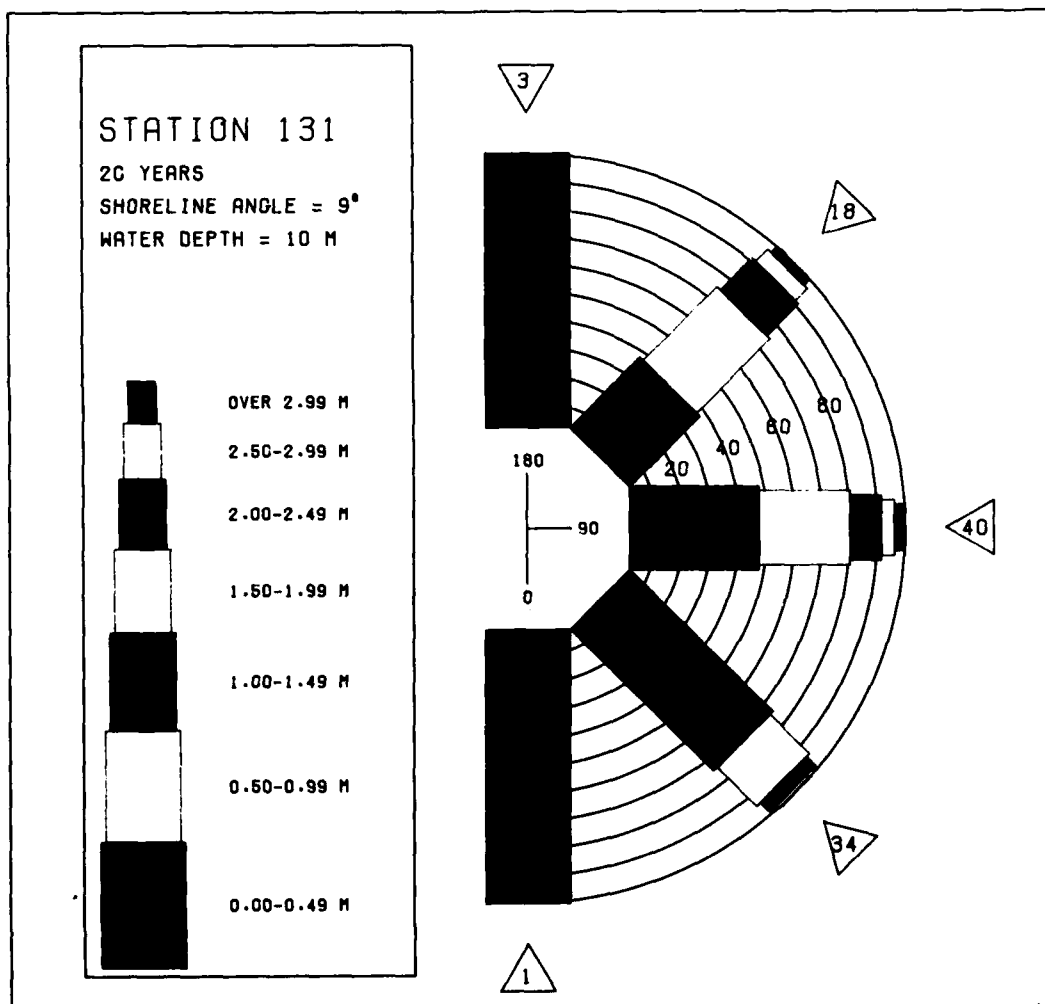 STATION 131
20 YEARS
SHORELINE ANGLE = 9°
WATER DEPTH = 10 M
OVER 2.99 M
2.50-2.99 M
2.00-2.49 M
1.50-1.99 M
1.00-1.49 M
0.50-0.99 M
0.00-0.49 M
3
18
80
60
40
20
180
90
0
40
34
1